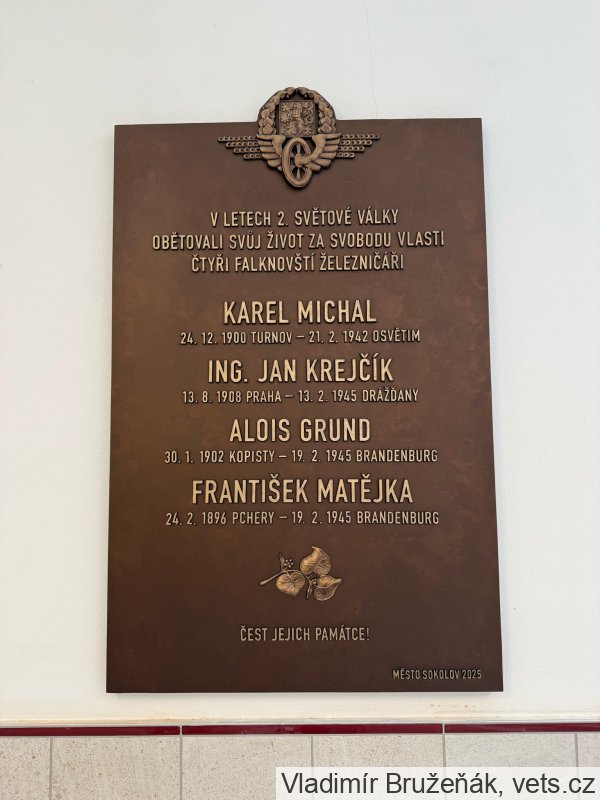 V LETECH 2. SVĚTOVÉ VÁLKY
OBĚTOVALI SVŮJ ŽIVOT ZA SVOBODU VLASTI
ČTYŘI FALKNOVŠTÍ ŽELEZNIČÁŘI
KAREL MICHAL
24. 12. 1900 TURNOV – 21. 2. 1942 OSVĚTIM
ING. JAN KREJČÍK
13. 8. 1908 PRAHA – 13. 2. 1945 DRÁŽĎANY
ALOIS GRUND
30. 1. 1902 KOPISTY – 19. 2. 1945 BRANDENBURG
FRANTIŠEK MATĚJKA
24. 2. 1896 PCHERY – 19. 2. 1945 BRANDENBURG
ČEST JEJICH PAMÁTCE!
MĚSTO SOKOLOV 2025
Vladimír Bružeňák, vets.cz